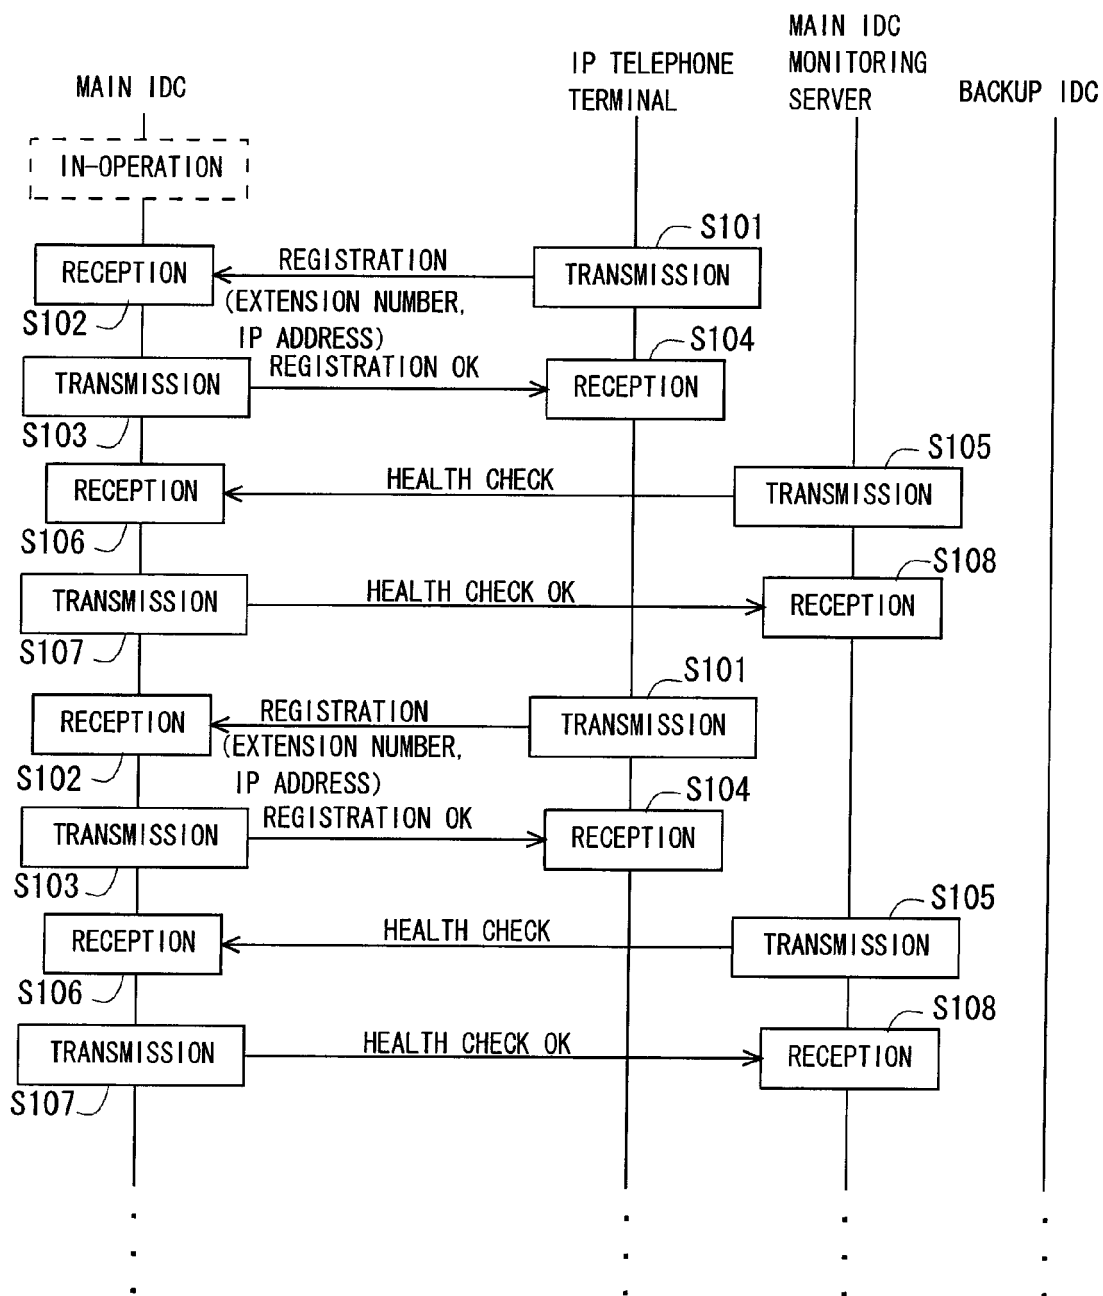 MAIN IDC
IP TELEPHONE
TERMINAL
MAIN IDC
MONITORING
SERVER
BACKUP IDC
IN-OPERATION
S101
RECEPTION
REGISTRATION
TRANSMISSION
S102
(EXTENSION NUMBER,
IP ADDRESS)
S104
TRANSMISSION
REGISTRATION OK
RECEPTION
S103
S105
RECEPTION
HEALTH CHECK
TRANSMISSION
S106
S108
TRANSMISSION
HEALTH CHECK OK
RECEPTION
S107
S101
RECEPTION
REGISTRATION
TRANSMISSION
S102
(EXTENSION NUMBER,
IP ADDRESS)
S104
TRANSMISSION
REGISTRATION OK
RECEPTION
S103
S105
RECEPTION
HEALTH CHECK
TRANSMISSION
S106
S108
TRANSMISSION
HEALTH CHECK OK
RECEPTION
S107